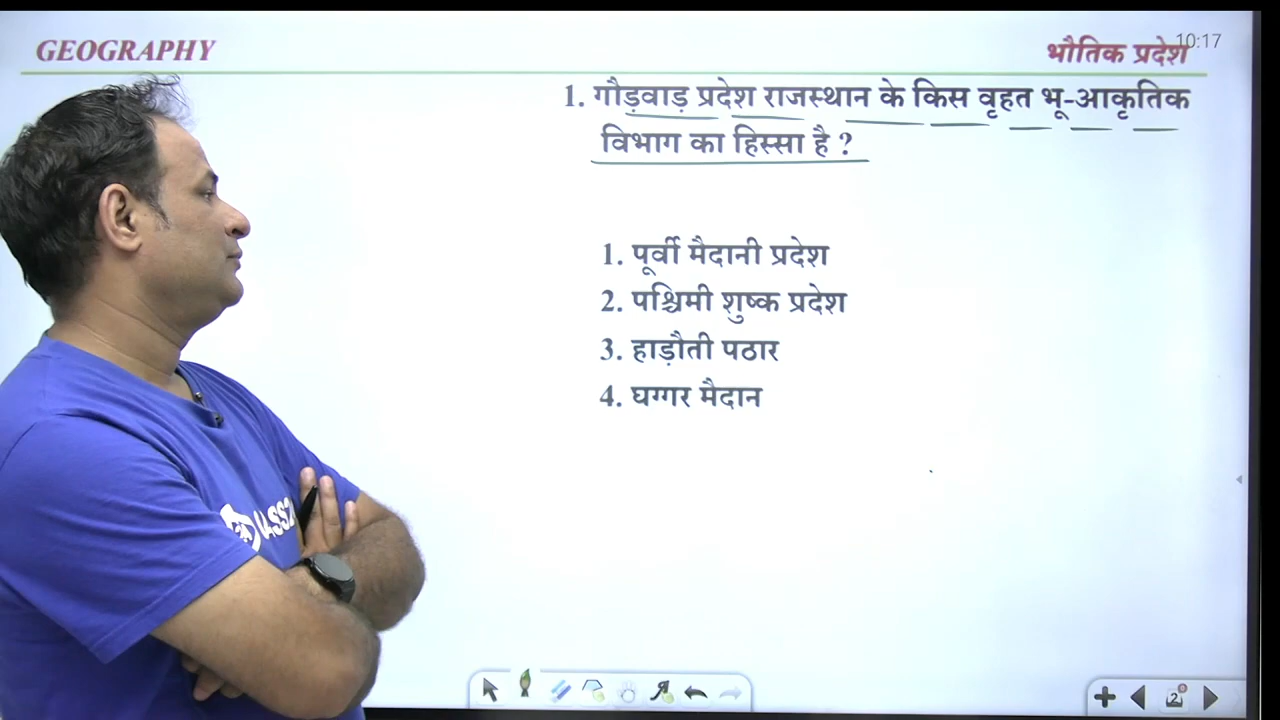 GEOGRAPHY
भौतिक प्रदेश
10:17
1. गौड़वाड़ प्रदेश राजस्थान के किस वृहत भू-आकृतिक
विभाग का हिस्सा है ?
1. पूर्वी मैदानी प्रदेश
2. पश्चिमी शुष्क प्रदेश
3. हाड़ौती पठार
4. घग्गर मैदान
2